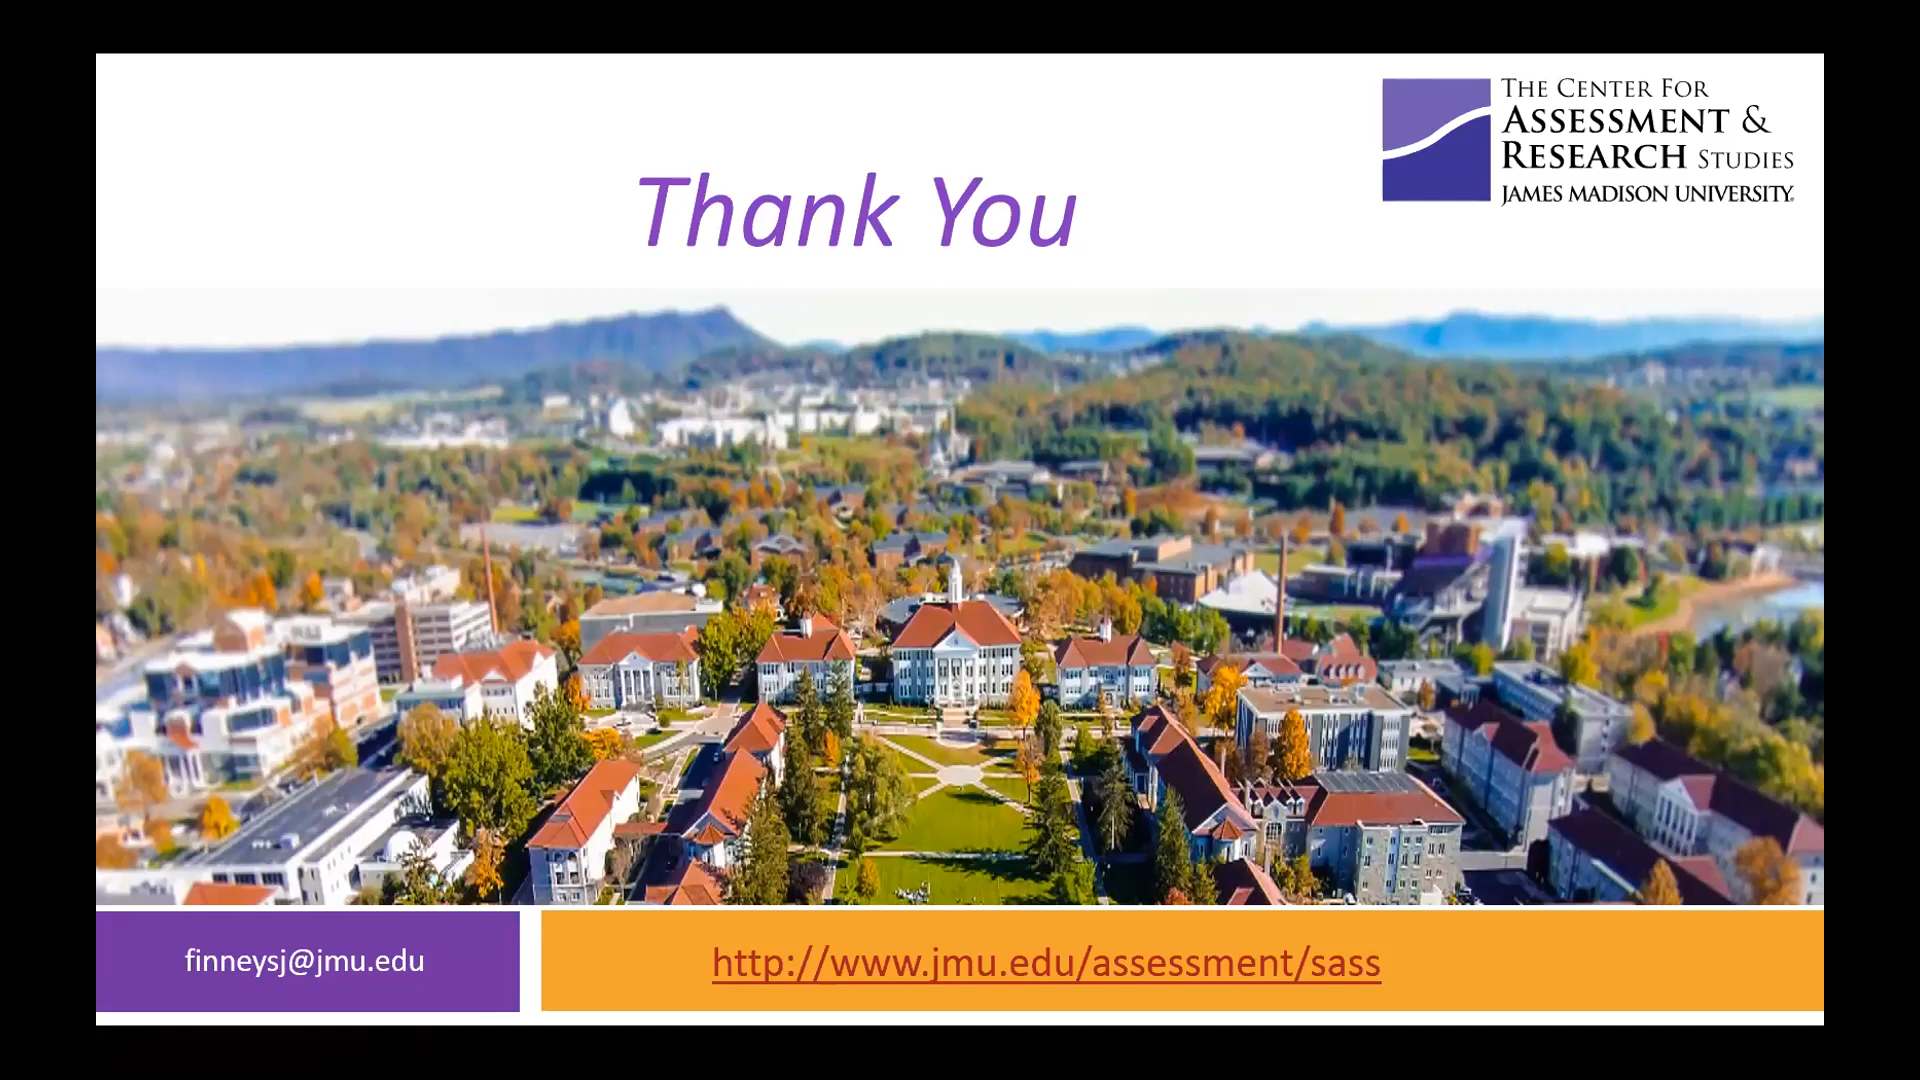 Thank You
THE CENTER FOR
ASSESSMENT &
RESEARCH STUDIES
JAMES MADISON UNIVERSITY®
finneysj@jmu.edu
http://www.jmu.edu/assessment/sass